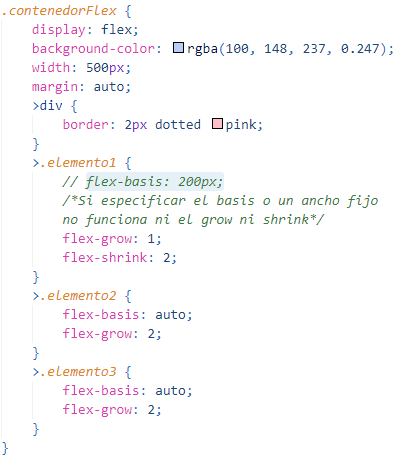 .contenedorFlex {
display: flex;
background-color: rgba(100, 148, 237, 0.247);
width: 500px;
margin: auto;
>div {
border: 2px dotted pink;
}
>.elemento1 {
// flex-basis: 200px;
/*Si especificar el basis o un ancho fijo
no funciona ni el grow ni shrink*/
flex-grow: 1;
flex-shrink: 2;
}
>.elemento2 {
flex-basis: auto;
flex-grow: 2;
}
>.elemento3 {
flex-basis: auto;
flex-grow: 2;
}
}